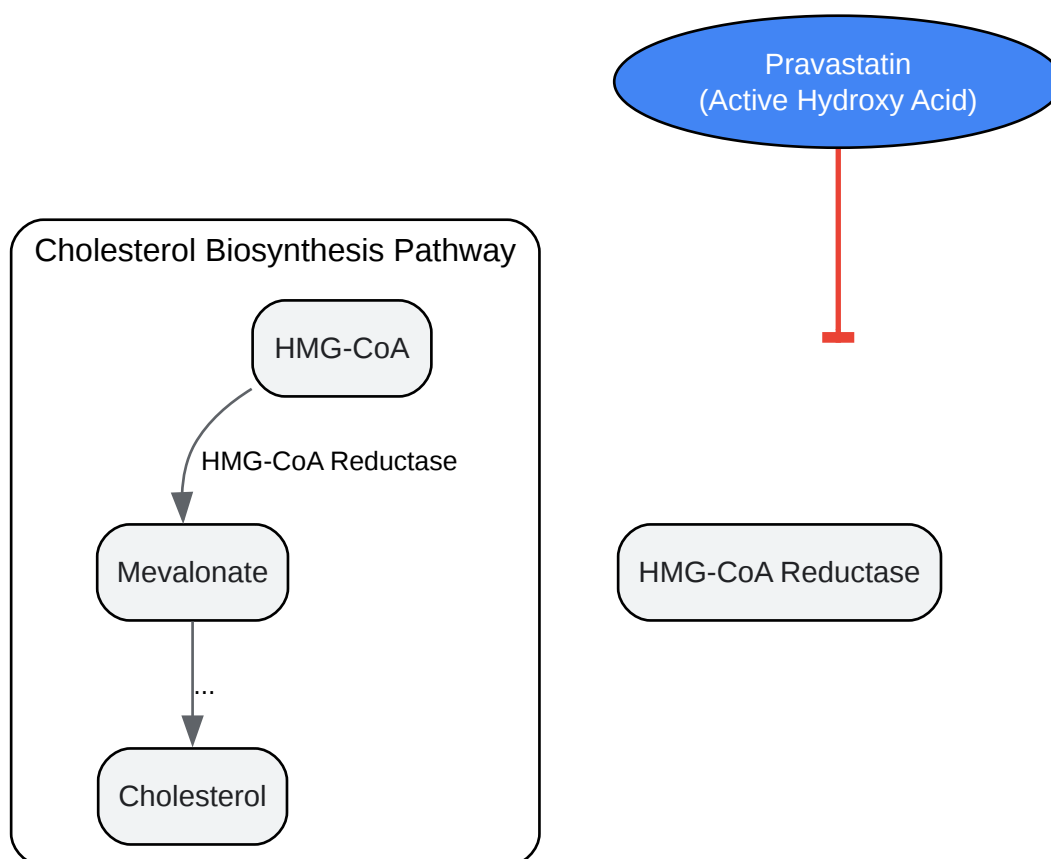 Pravastatin
(Active Hydroxy Acid)
Cholesterol Biosynthesis Pathway
HMG-CoA
HMG-CoA Reductase
Mevalonate
HMG-CoA Reductase
...
Cholesterol